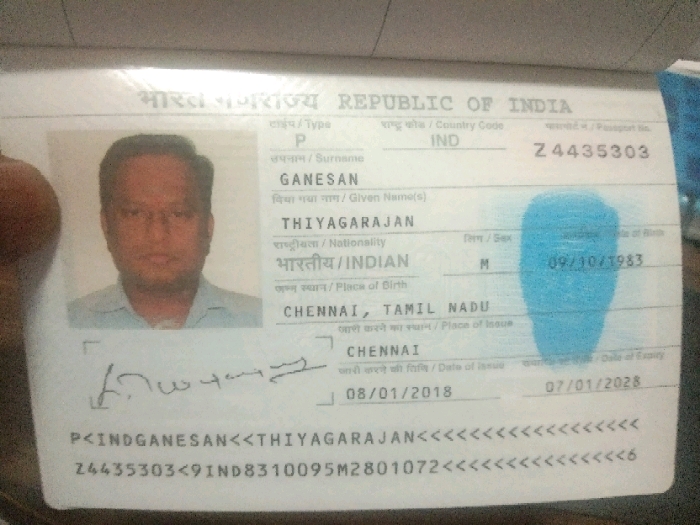 भारत गणराज्य REPUBLIC OF INDIA
टाईप / Type राष्ट्र कोड / Country Code पासपोर्ट नं. / Passport No.
P IND Z4435303
उपनाम / Surname
GANESAN
दिया गया नाम / Given Name(s)
THIYAGARAJAN
राष्ट्रीयता / Nationality लिंग / Sex Date of Birth
भारतीय / INDIAN M 09/10/1983
जन्म स्थान / Place of Birth
CHENNAI, TAMIL NADU
जारी करने का स्थान / Place of Issue
CHENNAI
जारी करने की तिथि / Date of Issue समाप्ति की तिथि / Date of Expiry
08/01/2018 07/01/2028
P<INDGANESAN<<THIYAGARAJAN<<<<<<<<<<<<<<<<<<
Z4435303<9IND8310095M2801072<<<<<<<<<<<<<<6